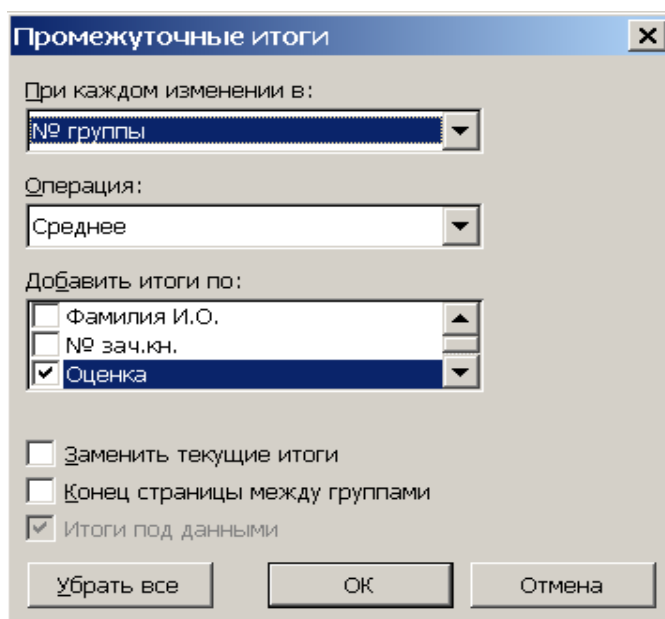 Промежуточные итоги
При каждом изменении в:
№ группы
Операция:
Среднее
Добавить итоги по:
Фамилия И.О.
№ зач.кн.
Оценка
Заменить текущие итоги
Конец страницы между группами
Итоги под данными
Убрать все ОК Отмена